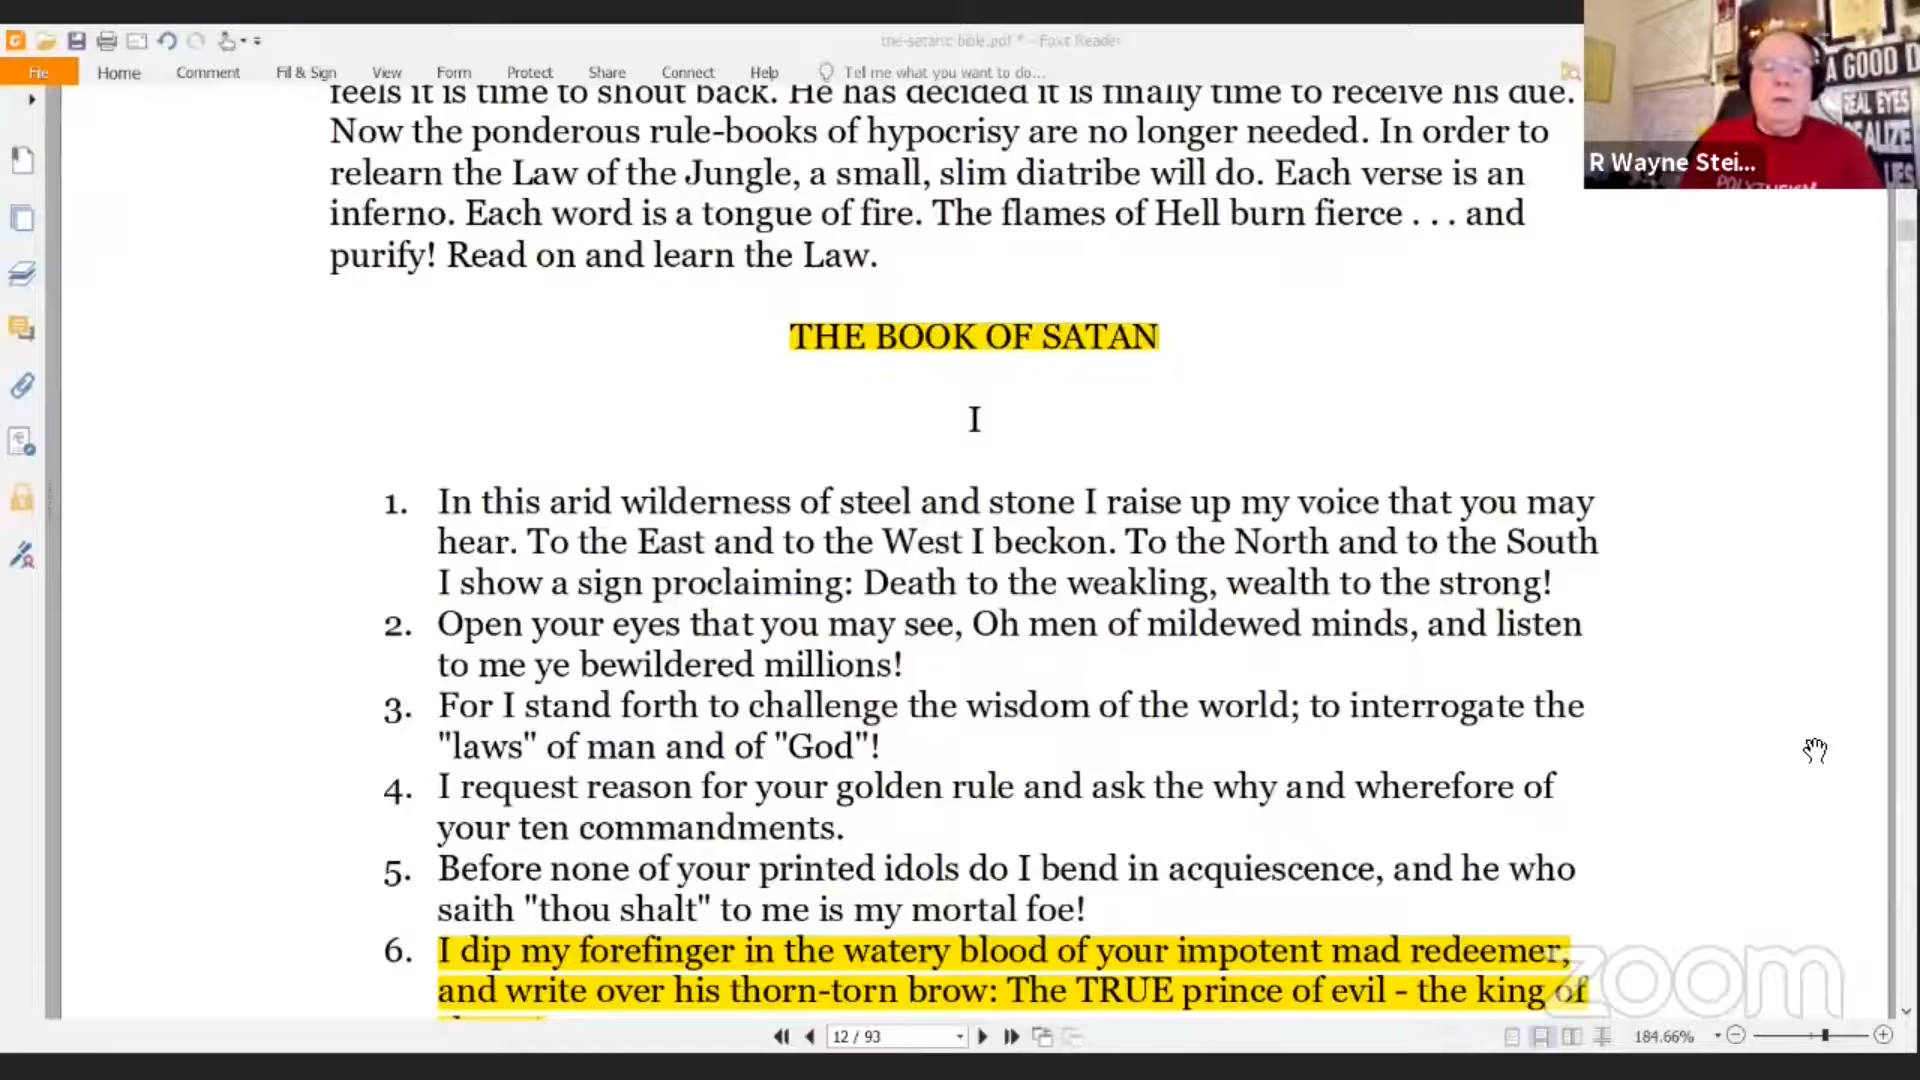 the-satanic bible.pdf * - Foxit Reader
File Home Comment Fill & Sign View Form Protect Share Connect Help Tell me what you want to do...
feels it is time to shout back. He has decided it is finally time to receive his due.
Now the ponderous rule-books of hypocrisy are no longer needed. In order to
relearn the Law of the Jungle, a small, slim diatribe will do. Each verse is an
inferno. Each word is a tongue of fire. The flames of Hell burn fierce . . . and
purify! Read on and learn the Law.
THE BOOK OF SATAN
I
1. In this arid wilderness of steel and stone I raise up my voice that you may
hear. To the East and to the West I beckon. To the North and to the South
I show a sign proclaiming: Death to the weakling, wealth to the strong!
2. Open your eyes that you may see, Oh men of mildewed minds, and listen
to me ye bewildered millions!
3. For I stand forth to challenge the wisdom of the world; to interrogate the
"laws" of man and of "God"!
4. I request reason for your golden rule and ask the why and wherefore of
your ten commandments.
5. Before none of your printed idols do I bend in acquiescence, and he who
saith "thou shalt" to me is my mortal foe!
6. I dip my forefinger in the watery blood of your impotent mad redeemer,
and write over his thorn-torn brow: The TRUE prince of evil - the king of
12 / 93
184.66%
A GOOD D
REAL EYES
REALIZE
LIES
R Wayne Stei...
zoom